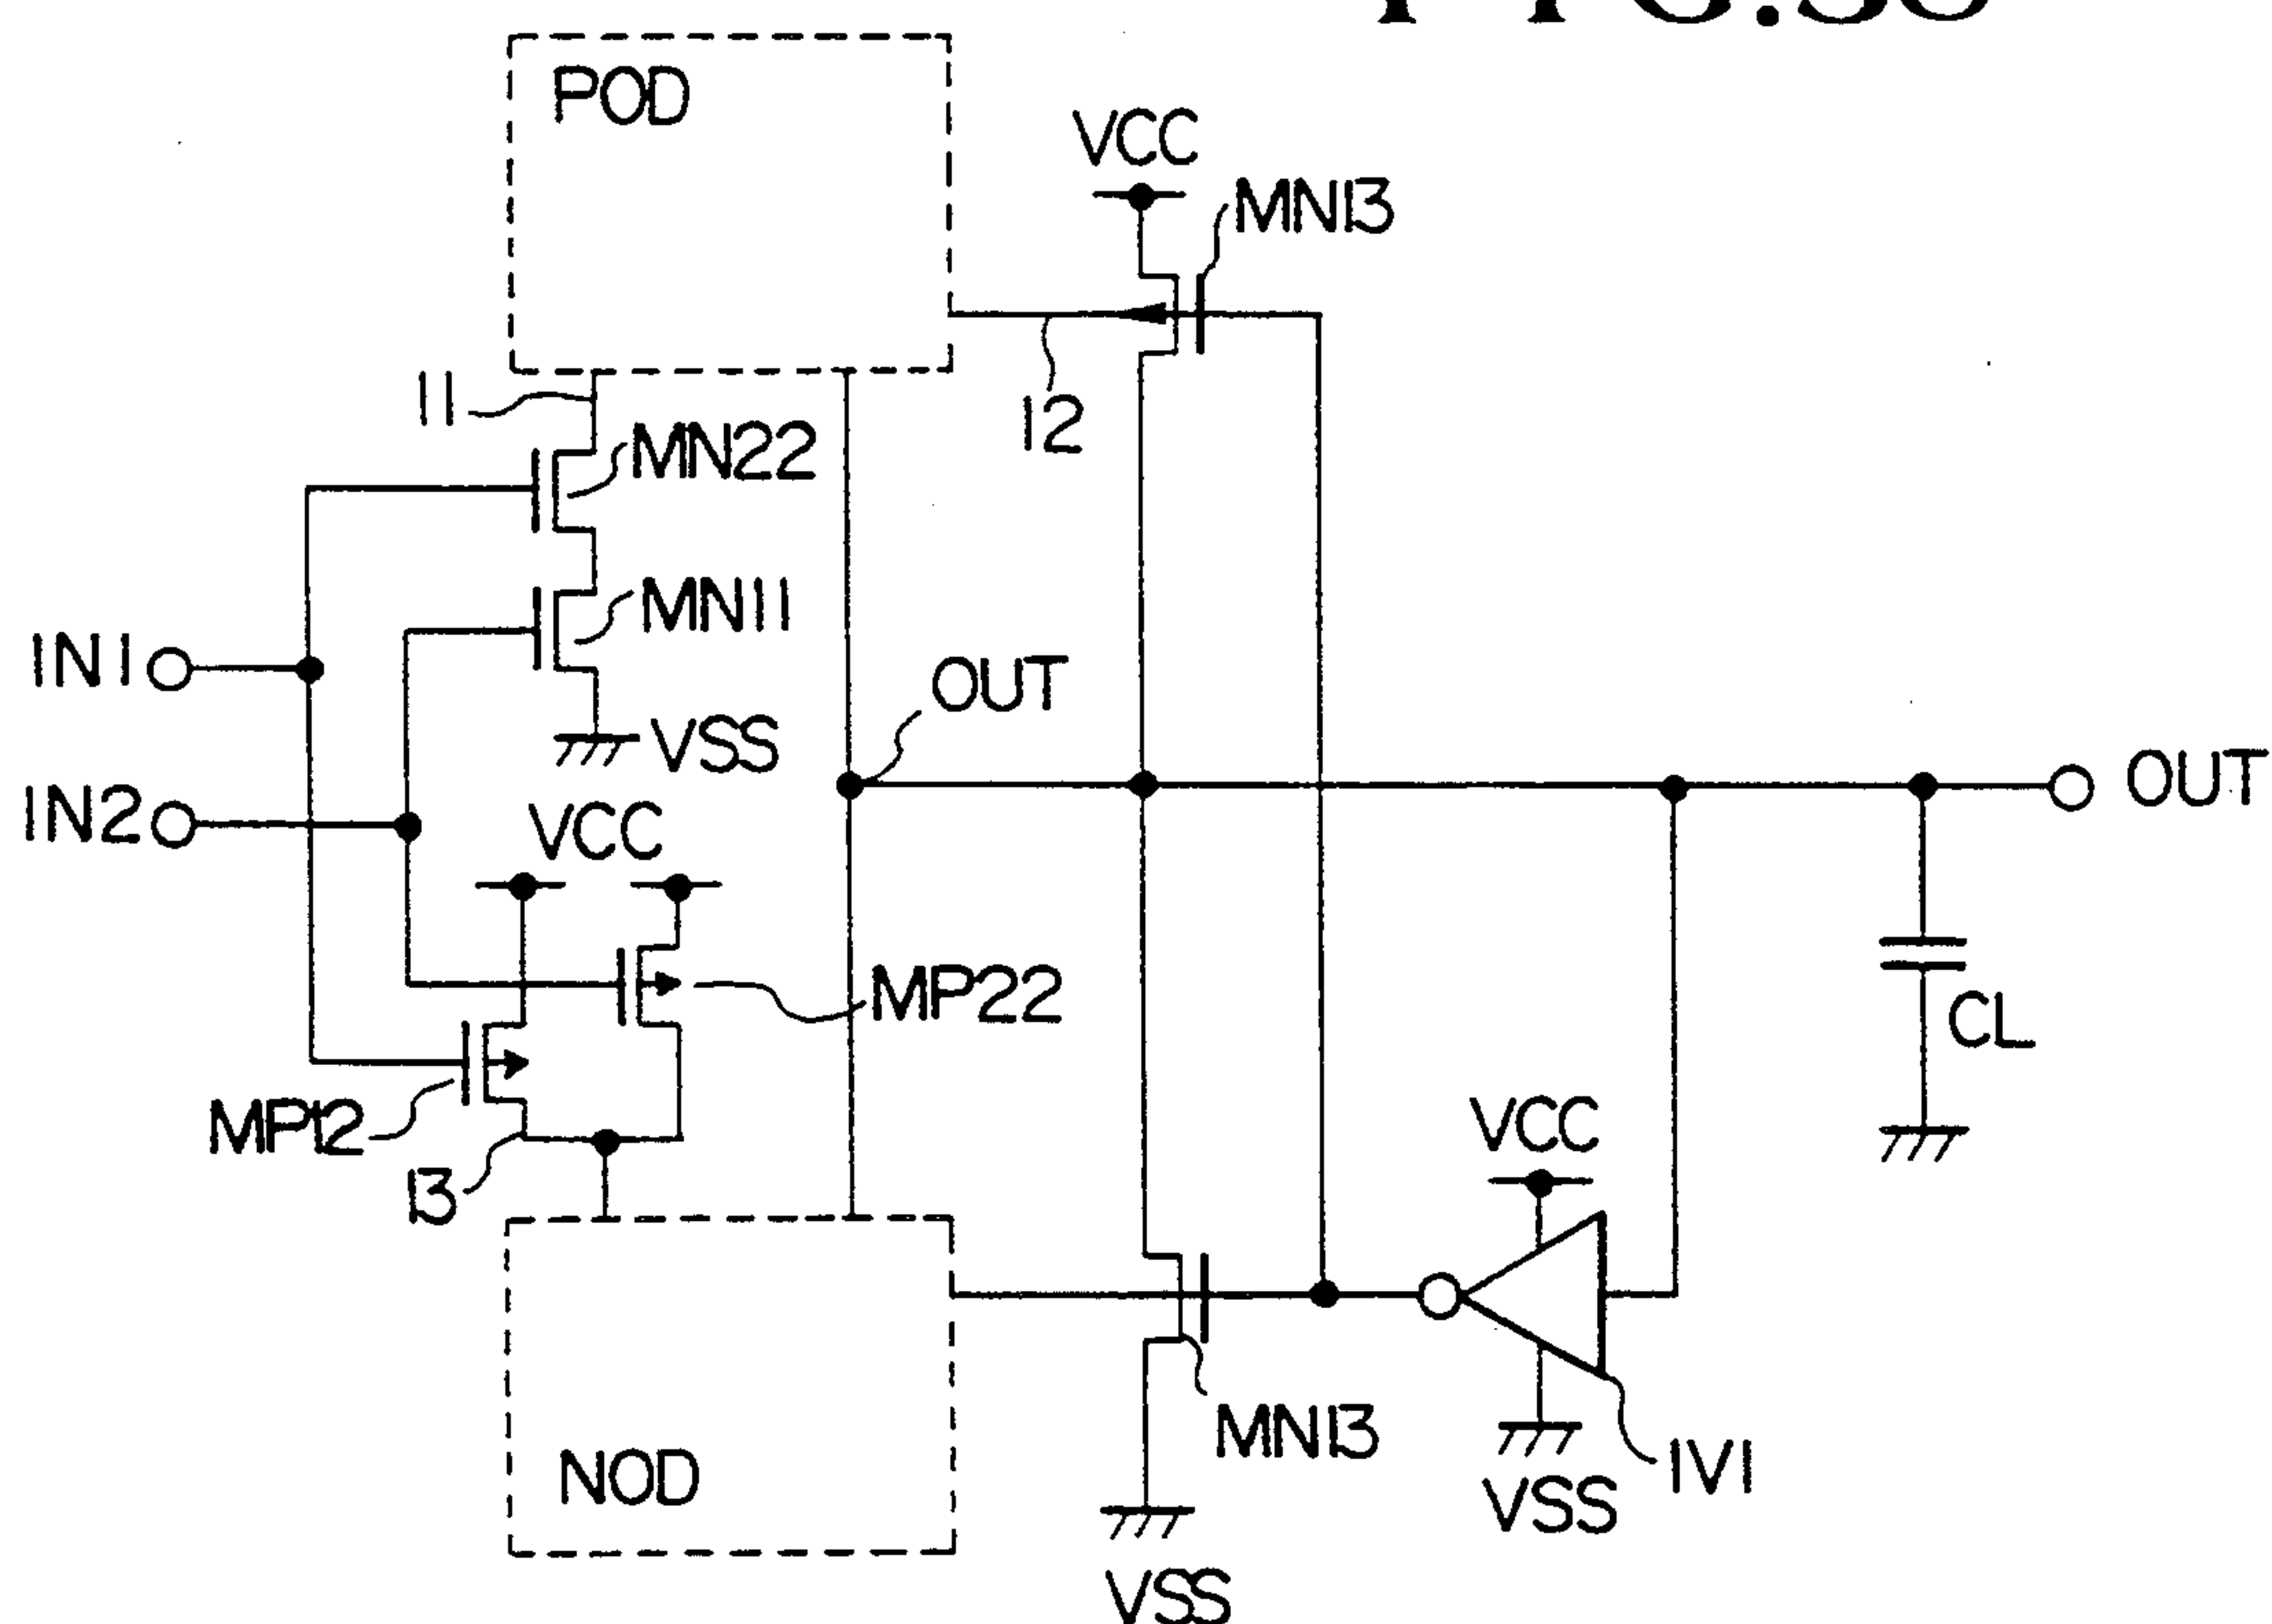 POD
VCC
MN13
11
12
MN22
MN11
IN1
VSS
OUT
IN2
VCC
OUT
MP22
CL
MP12
13
VCC
MN13
IV1
NOD
VSS
VSS